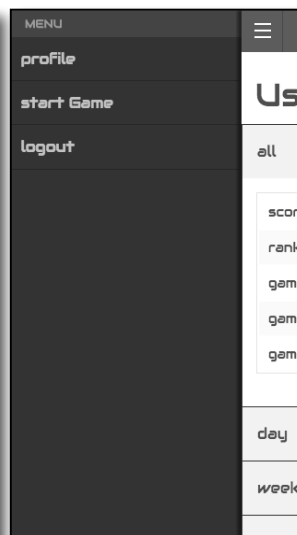 MENU
profile
start Game
logout
Us
all
scor
rank
gam
gam
gam
day
week